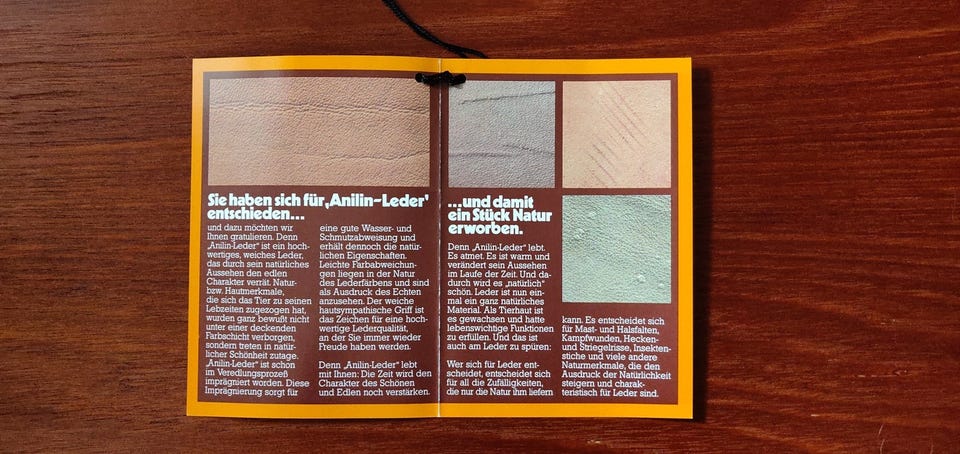 Sie haben sich für ‚Anilin-Leder‘
entschieden...
und dazu möchten wir
Ihnen gratulieren. Denn
„Anilin-Leder“ ist ein hoch-
wertiges, weiches Leder,
das durch sein natürliches
Aussehen den edlen
Charakter verrät. Natur-
bzw. Hautmerkmale,
die sich das Tier zu seinen
Lebzeiten zugezogen hat,
wurden ganz bewußt nicht
unter einer deckenden
Farbschicht verborgen,
sondern treten in natür-
licher Schönheit zutage.
„Anilin-Leder“ ist schon
im Veredlungsprozeß
imprägniert worden. Diese
Imprägnierung sorgt für
eine gute Wasser- und
Schmutzabweisung und
erhält dennoch die natür-
lichen Eigenschaften.
Leichte Farbabweichun-
gen liegen in der Natur
des Lederfärbens und sind
als Ausdruck des Echten
anzusehen. Der weiche
hautsympathische Griff ist
das Zeichen für eine hoch-
wertige Lederqualität,
an der Sie immer wieder
Freude haben werden.
Denn „Anilin-Leder“ lebt
mit Ihnen: Die Zeit wird den
Charakter des Schönen
und Edlen noch verstärken.
...und damit
ein Stück Natur
erworben.
Denn „Anilin-Leder“ lebt.
Es atmet. Es ist warm und
verändert sein Aussehen
im Laufe der Zeit. Und da-
durch wird es „natürlich“
schön. Leder ist nun ein-
mal ein ganz natürliches
Material. Als Tierhaut ist
es gewachsen und hatte
lebenswichtige Funktionen
zu erfüllen. Und das ist
auch am Leder zu spüren:
Wer sich für Leder ent-
scheidet, entscheidet sich
für all die Zufälligkeiten,
die nur die Natur ihm liefern
kann. Es entscheidet sich
für Mast- und Halsfalten,
Kampfwunden, Hecken-
und Striegelrisse, Insekten-
stiche und viele andere
Naturmerkmale, die den
Ausdruck der Natürlichkeit
steigern und charak-
teristisch für Leder sind.